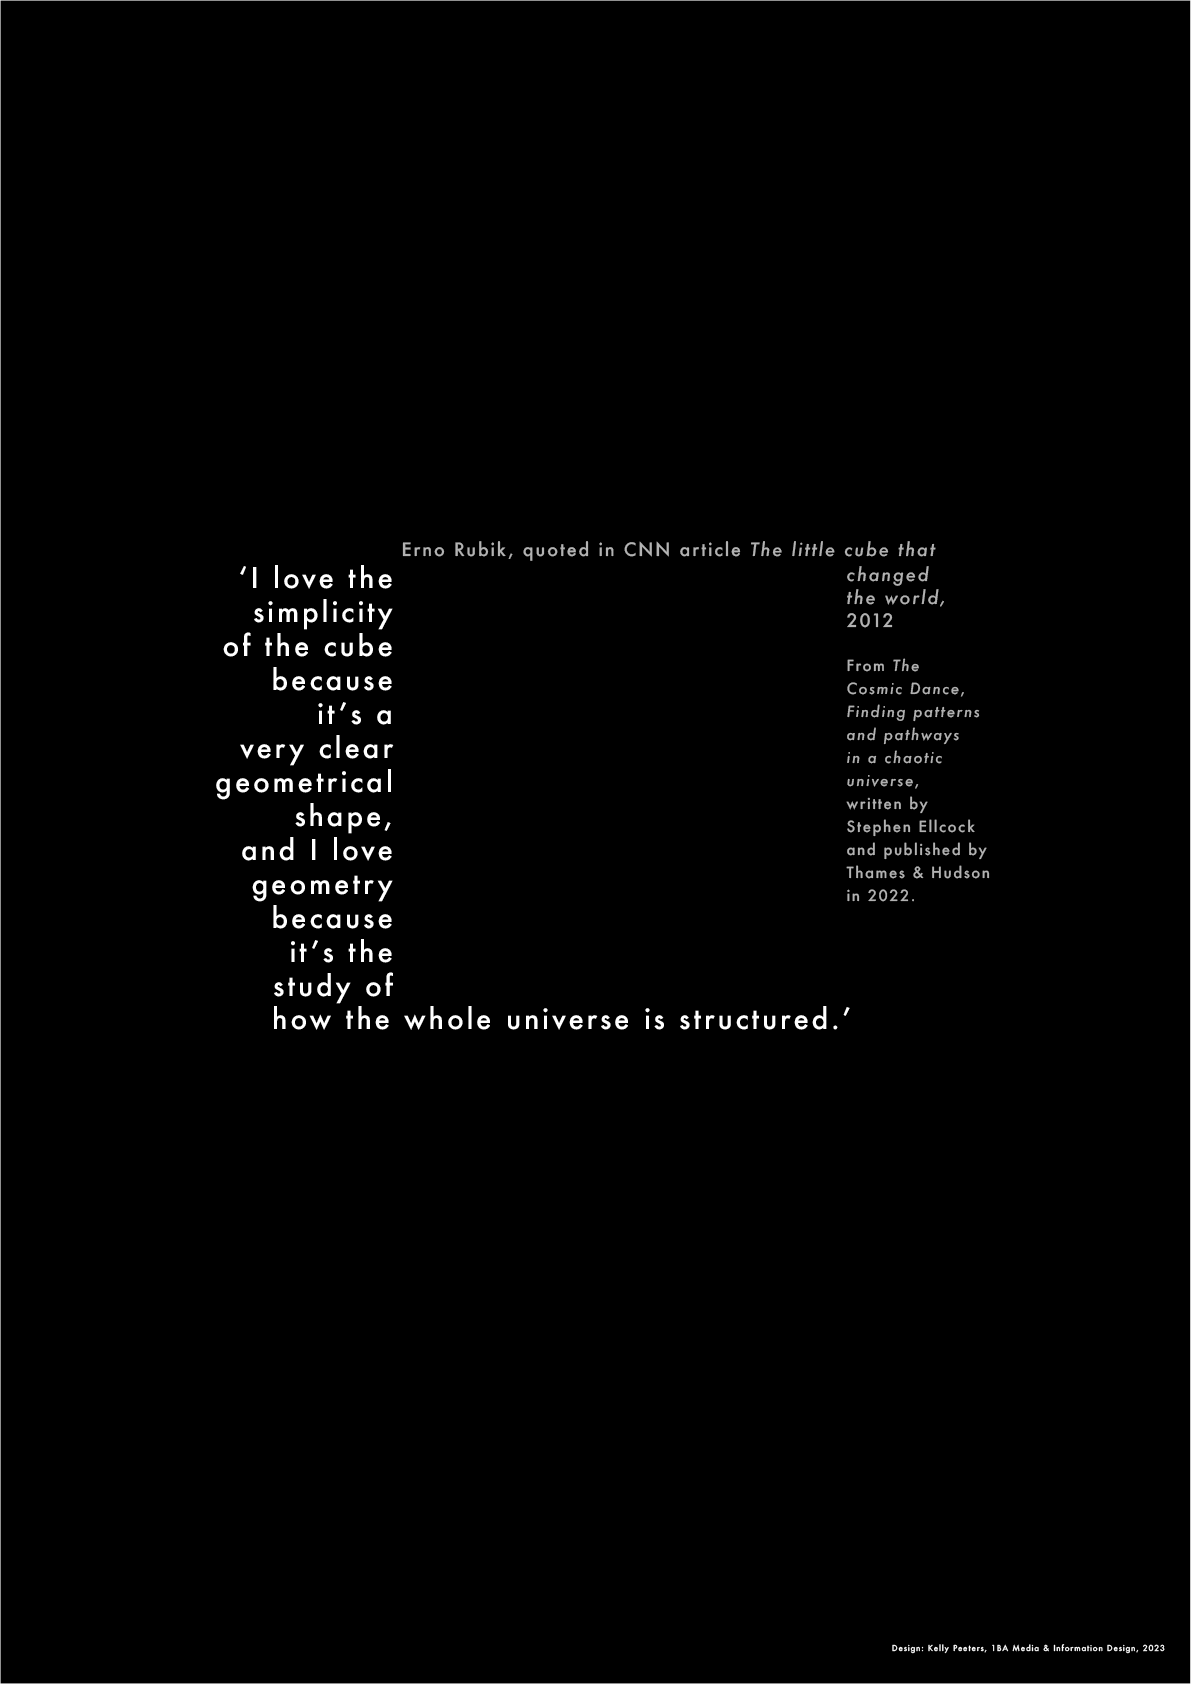 Erno Rubik, quoted in CNN article The little cube that
changed
the world,
2012
‘I love the
simplicity
of the cube
because
it’s a
very clear
geometrical
shape,
and I love
geometry
because
it’s the
study of
how the whole universe is structured.’
From The
Cosmic Dance,
Finding patterns
and pathways
in a chaotic
universe,
written by
Stephen Ellcock
and published by
Thames & Hudson
in 2022.
Design: Kelly Peeters, 1BA Media & Information Design, 2023